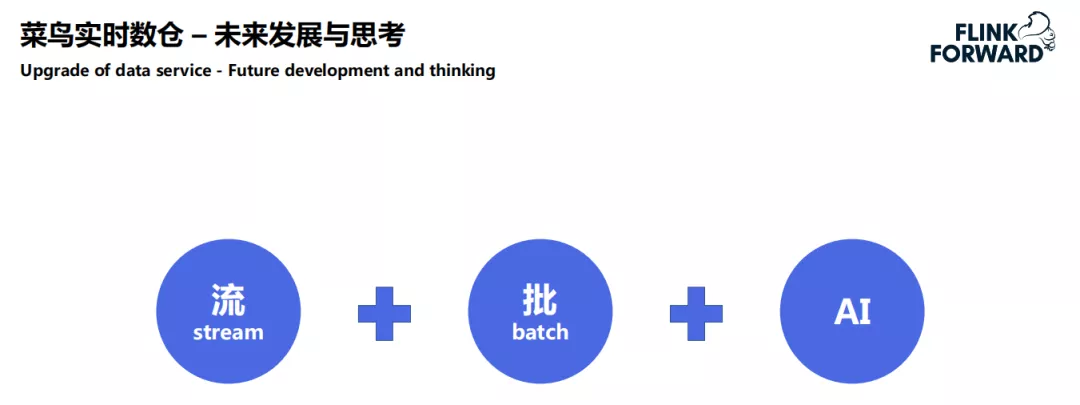 菜鸟实时数仓 – 未来发展与思考
Upgrade of data service - Future development and thinking
FLINK
FORWARD
流
stream
批
batch
AI